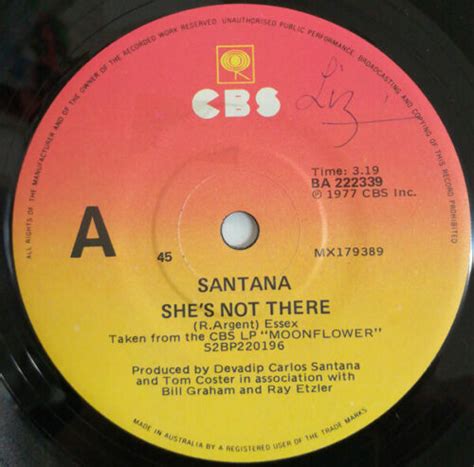 ALL RIGHTS OF THE MANUFACTURER AND OF THE OWNER OF THE RECORDED WORK RESERVED. UNAUTHORISED PUBLIC PERFORMANCE, BROADCASTING AND COPYING OF THIS RECORD PROHIBITED
CBS
Liz
Time: 3.19
BA 222339
℗ 1977 CBS Inc.
A
45
MX179389
SANTANA
SHE'S NOT THERE
(R.Argent) Essex
Taken from the CBS LP "MOONFLOWER"
S2BP220196
Produced by Devadip Carlos Santana
and Tom Coster in association with
Bill Graham and Ray Etzler
MADE IN AUSTRALIA BY A REGISTERED USER OF THE TRADE MARKS